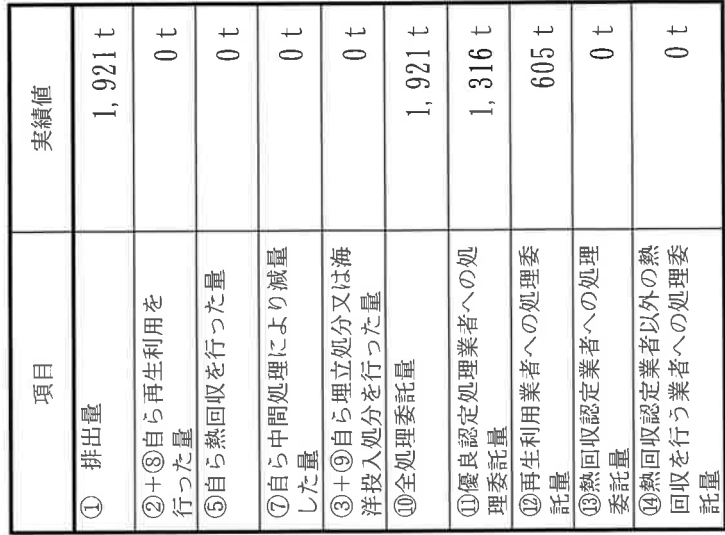 項目
実績値
① 排出量
1,921 t
②+⑧自ら再生利用を
行った量
0 t
⑤自ら熱回収を行った量
0 t
⑦自ら中間処理により減量
した量
0 t
③+⑨自ら埋立処分又は海
洋投入処分を行った量
0 t
⑩全処理委託量
1,921 t
⑪優良認定処理業者への処
理委託量
1,316 t
⑫再生利用業者への処理委
託量
605 t
⑬熱回収認定業者への処理
委託量
0 t
⑭熱回収認定業者以外の熱
回収を行う業者への処理委
託量
0 t